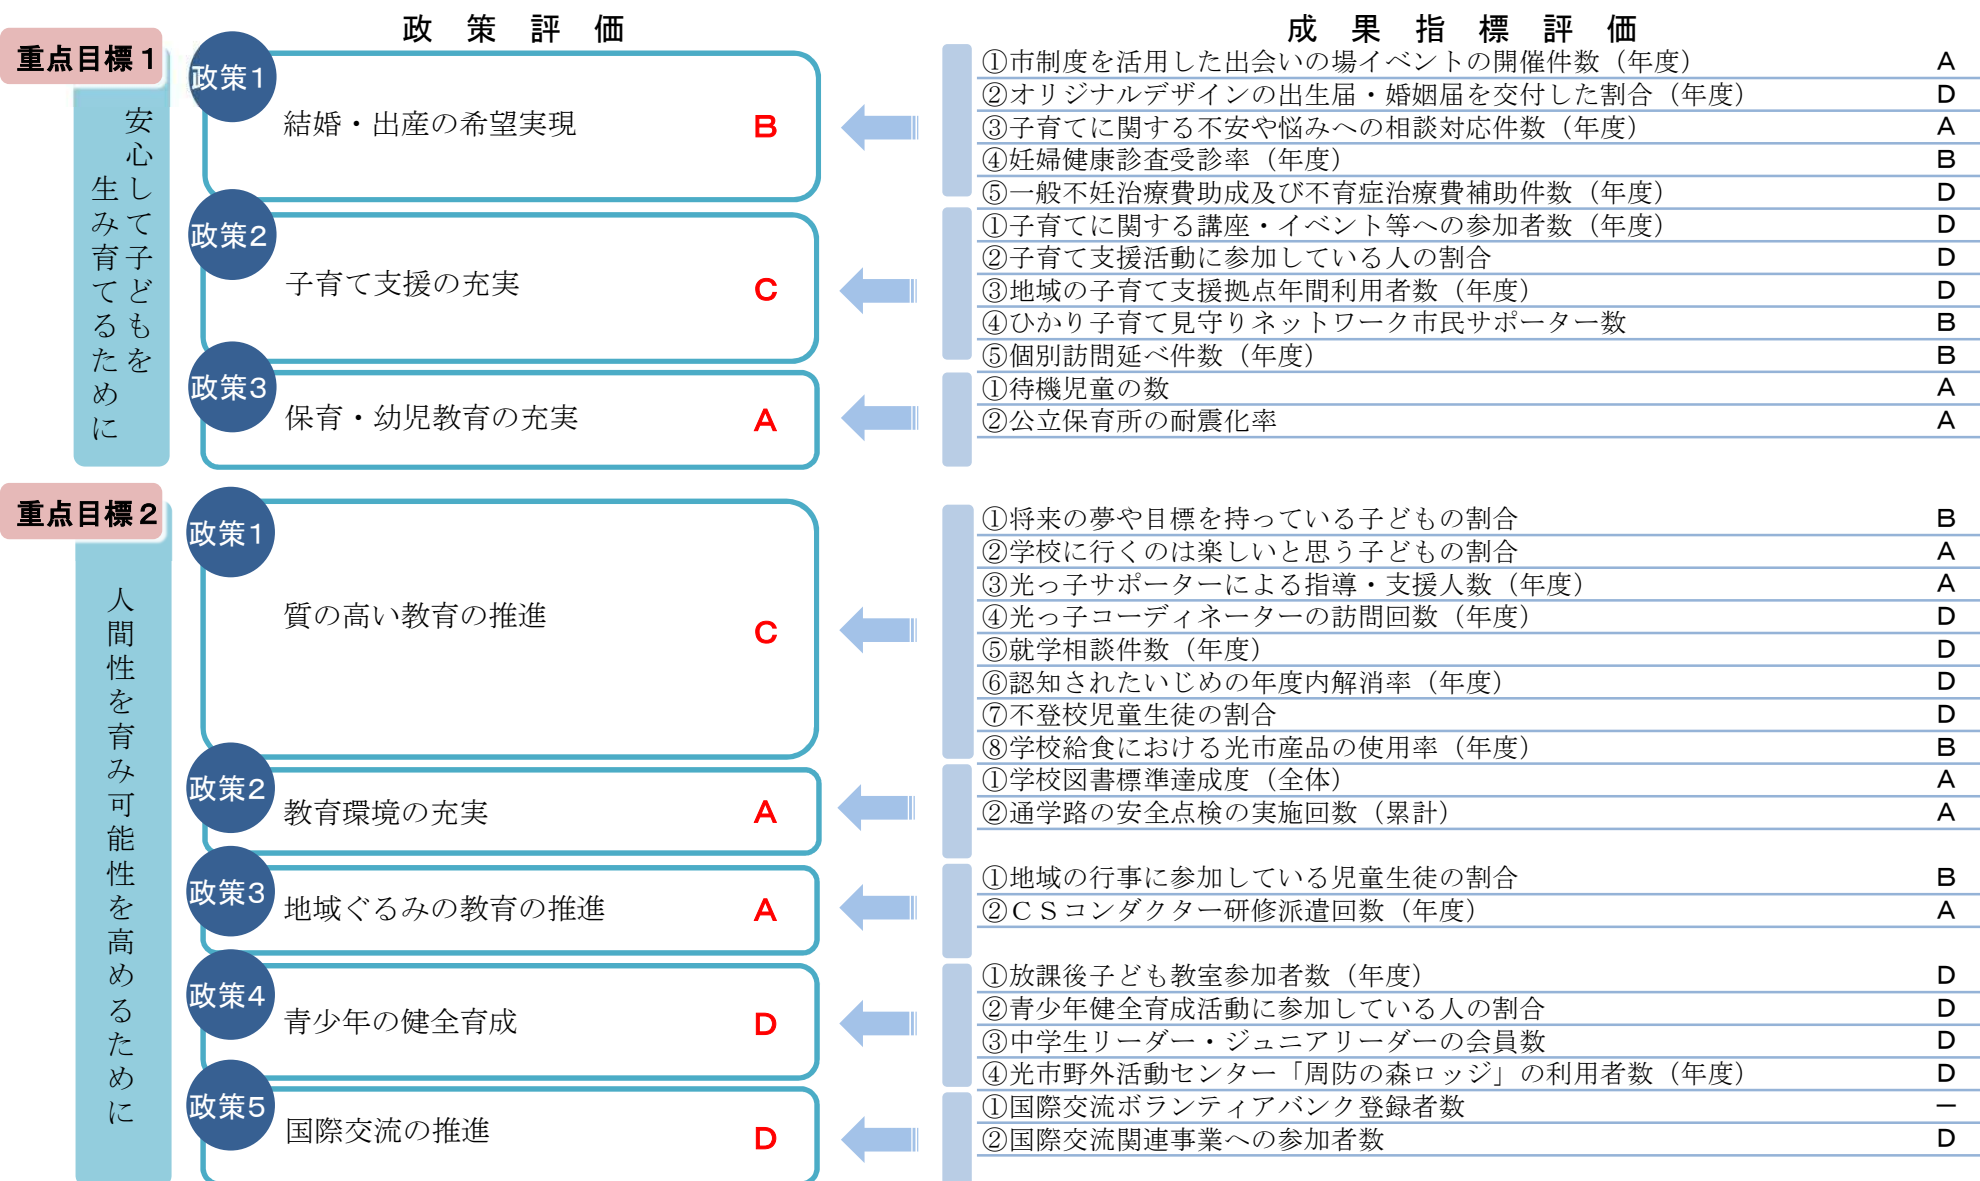 政策評価
成果指標評価
重点目標1
安心して子どもを
生み育てるために
政策1
結婚・出産の希望実現
B
①市制度を活用した出会いの場イベントの開催件数（年度） A
②オリジナルデザインの出生届・婚姻届を交付した割合（年度） D
③子育てに関する不安や悩みへの相談対応件数（年度） A
④妊婦健康診査受診率（年度） B
⑤一般不妊治療費助成及び不育症治療費補助件数（年度） D
政策2
子育て支援の充実
C
①子育てに関する講座・イベント等への参加者数（年度） D
②子育て支援活動に参加している人の割合 D
③地域の子育て支援拠点年間利用者数（年度） D
④ひかり子育て見守りネットワーク市民サポーター数 B
⑤個別訪問延べ件数（年度） B
政策3
保育・幼児教育の充実
A
①待機児童の数 A
②公立保育所の耐震化率 A
重点目標2
人間性を育み可能性を高めるために
政策1
質の高い教育の推進
C
①将来の夢や目標を持っている子どもの割合 B
②学校に行くのは楽しいと思う子どもの割合 A
③光っ子サポーターによる指導・支援人数（年度） A
④光っ子コーディネーターの訪問回数（年度） D
⑤就学相談件数（年度） D
⑥認知されたいじめの年度内解消率（年度） D
⑦不登校児童生徒の割合 D
⑧学校給食における光市産品の使用率（年度） B
政策2
教育環境の充実
A
①学校図書標準達成度（全体） A
②通学路の安全点検の実施回数（累計） A
政策3
地域ぐるみの教育の推進
A
①地域の行事に参加している児童生徒の割合 B
②ＣＳコンダクター研修派遣回数（年度） A
政策4
青少年の健全育成
D
①放課後子ども教室参加者数（年度） D
②青少年健全育成活動に参加している人の割合 D
③中学生リーダー・ジュニアリーダーの会員数 D
④光市野外活動センター「周防の森ロッジ」の利用者数（年度） D
政策5
国際交流の推進
D
①国際交流ボランティアバンク登録者数 －
②国際交流関連事業への参加者数 D